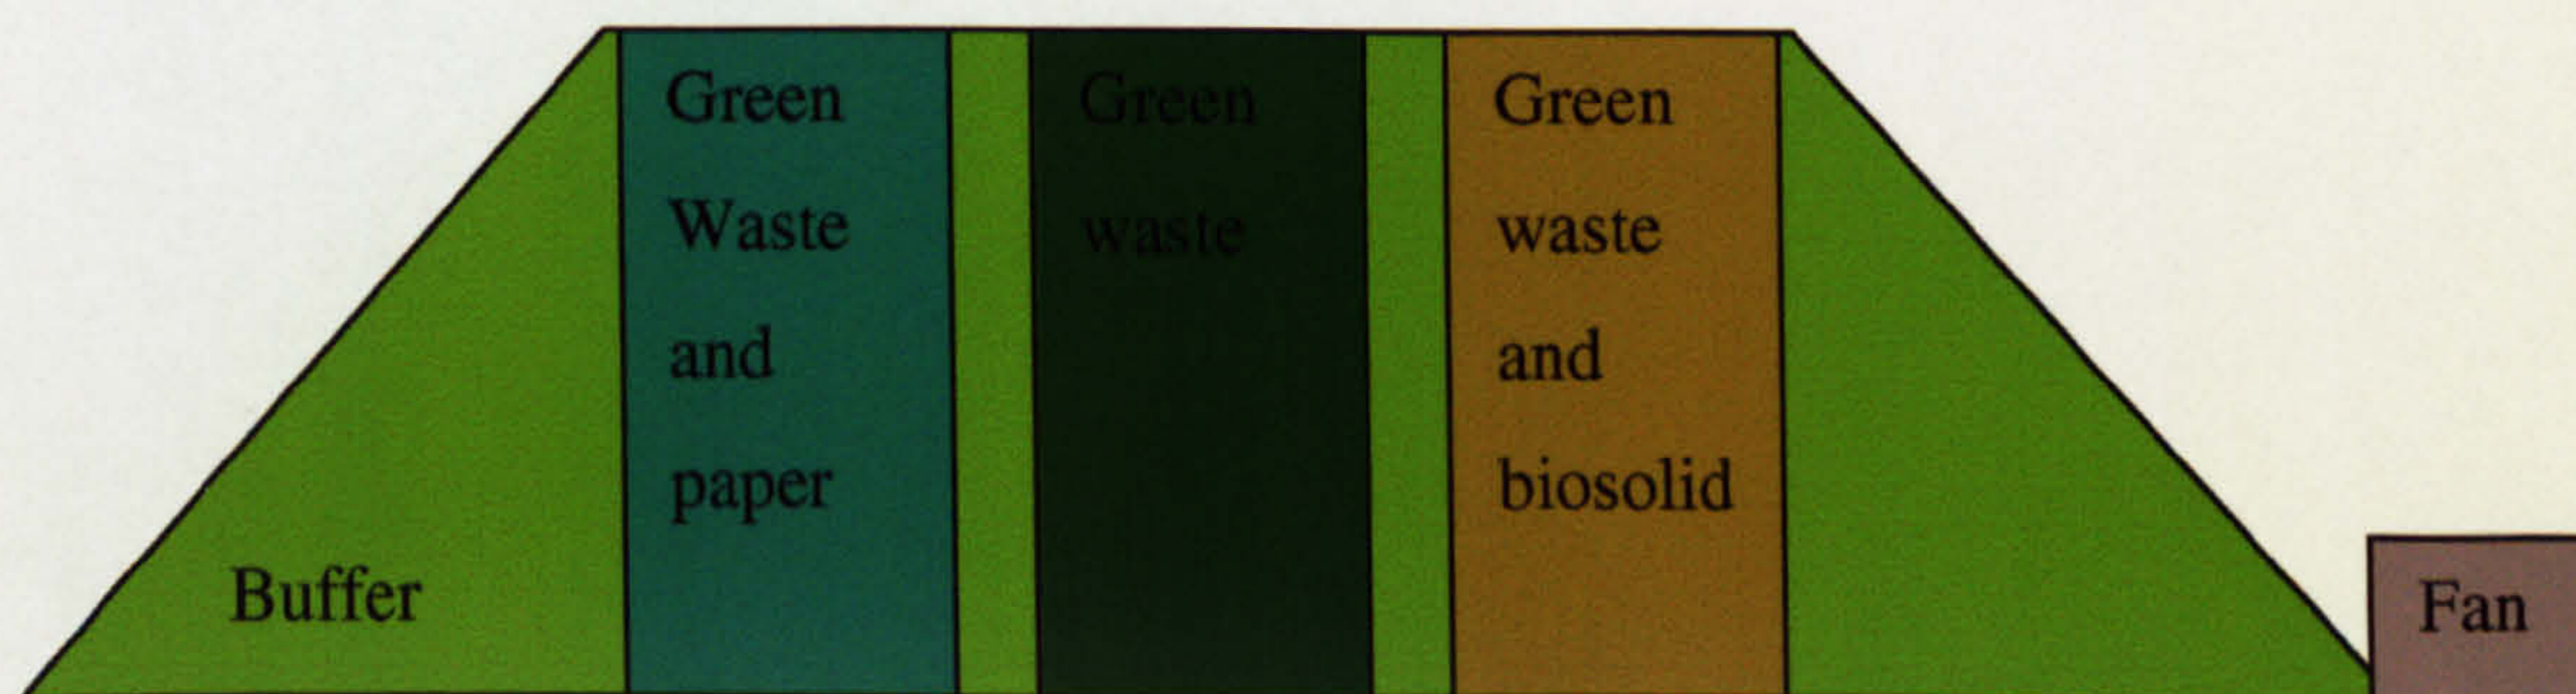 Green
Waste
and
paper
Green
waste
Green
waste
and
biosolid
Buffer
Fan